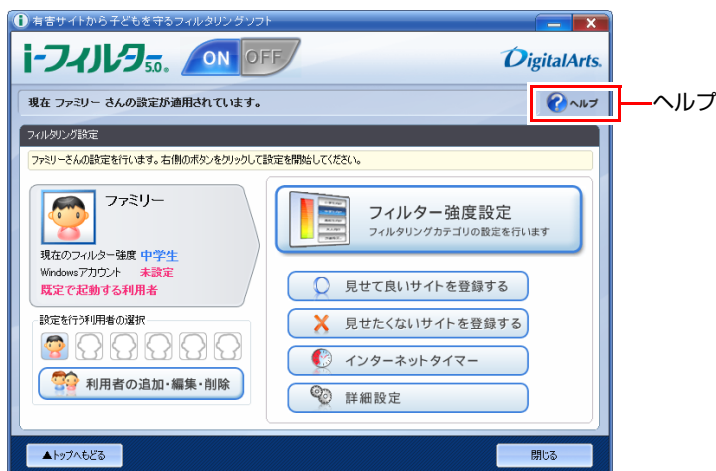 有害サイトから子どもを守るフィルタリングソフト
i-フィルター5.0. ON OFF DigitalArts.
現在 ファミリー さんの設定が適用されています。
ヘルプ
ヘルプ
フィルタリング設定
ファミリーさんの設定を行います。右側のボタンをクリックして設定を開始してください。
ファミリー
現在のフィルター強度 中学生
Windowsアカウント 未設定
既定で起動する利用者
設定を行う利用者の選択
利用者の追加・編集・削除
フィルター強度設定
フィルタリングカテゴリの設定を行います
見せて良いサイトを登録する
見せたくないサイトを登録する
インターネットタイマー
詳細設定
▲トップへもどる
閉じる